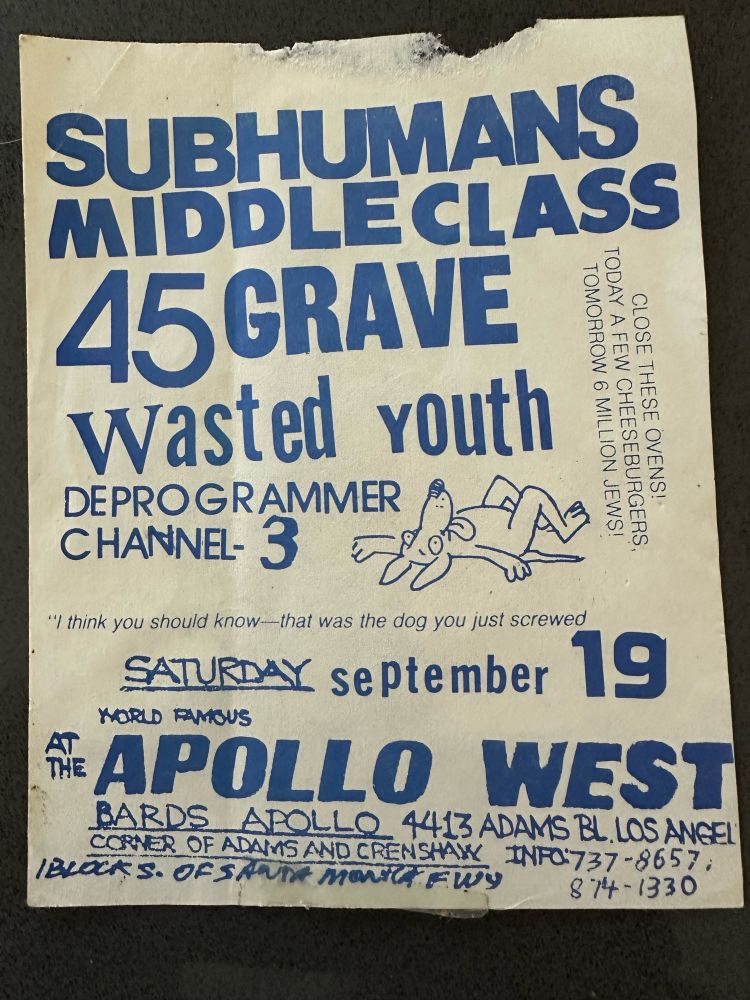 SUBHUMANS
MIDDLE CLASS
45 GRAVE
CLOSE THESE OVENS!
TODAY A FEW CHEESEBURGERS,
TOMORROW 6 MILLION JEWS!
Wasted Youth
DEPROGRAMMER
CHANNEL- 3
"I think you should know—that was the dog you just screwed
SATURDAY september 19
WORLD FAMOUS
AT THE APOLLO WEST
BARDS APOLLO 4413 ADAMS BL. LOS ANGEL
CORNER OF ADAMS AND CRENSHAW INFO: 737-8657,
1 BLOCK S. OF SANTA MONICA FWY 874-1330